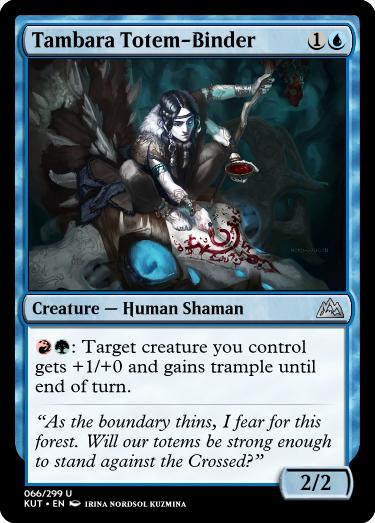 Tambara Totem-Binder 1
Creature — Human Shaman
: Target creature you control
gets +1/+0 and gains trample until
end of turn.
“As the boundary thins, I fear for this
forest. Will our totems be strong enough
to stand against the Crossed?”
2/2
066/299 U
KUT • EN IRINA NORDSOL KUZMINA